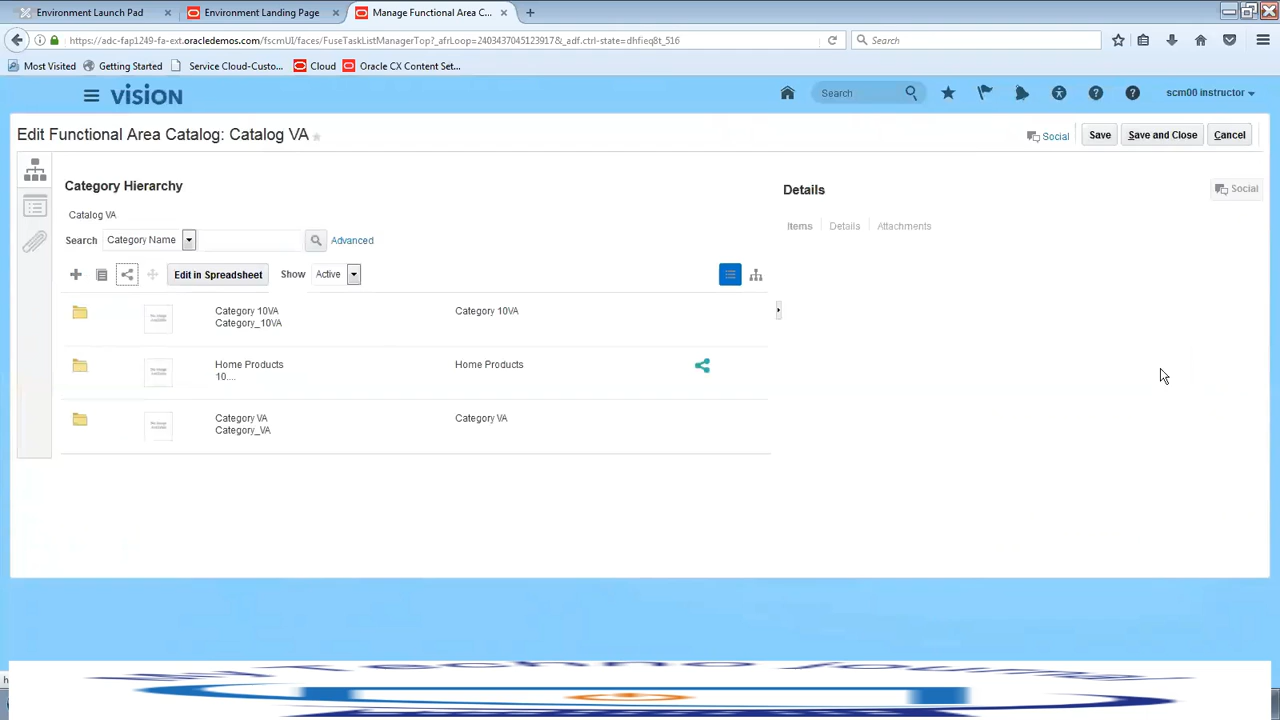 Environment Launch Pad
Environment Landing Page
Manage Functional Area C...
https://adc-fap1249-fa-ext.oracledemos.com/fscmUI/faces/FuseTaskListManagerTop?_afrLoop=2403437045123917&_adf.ctrl-state=dhfieq8t_516
Search
Most Visited
Getting Started
Service Cloud-Custo...
Cloud
Oracle CX Content Set...
VISION
Search
scm00 instructor
Edit Functional Area Catalog: Catalog VA
Social
Save
Save and Close
Cancel
Category Hierarchy
Details
Social
Catalog VA
Items
Details
Attachments
Search
Category Name
Advanced
Edit in Spreadsheet
Show
Active
Category 10VA
Category_10VA
Category 10VA
Home Products
10....
Home Products
Category VA
Category_VA
Category VA